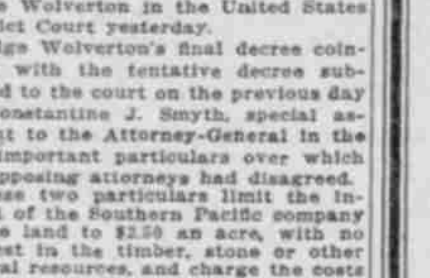 Wolverton in the United States
ict Court yesterday.
ge Wolverton's final decree coin-
with the tentative decree sub-
d to the court on the previous day
onstantine J. Smyth, special as-
nt to the Attorney-General in the
important particulars over which
pposing attorneys had disagreed.
ese two particulars limit the in-
of the Southern Pacific company
e land to $2.50 an acre, with no
est in the timber, stone or other
al resources, and charge the costs